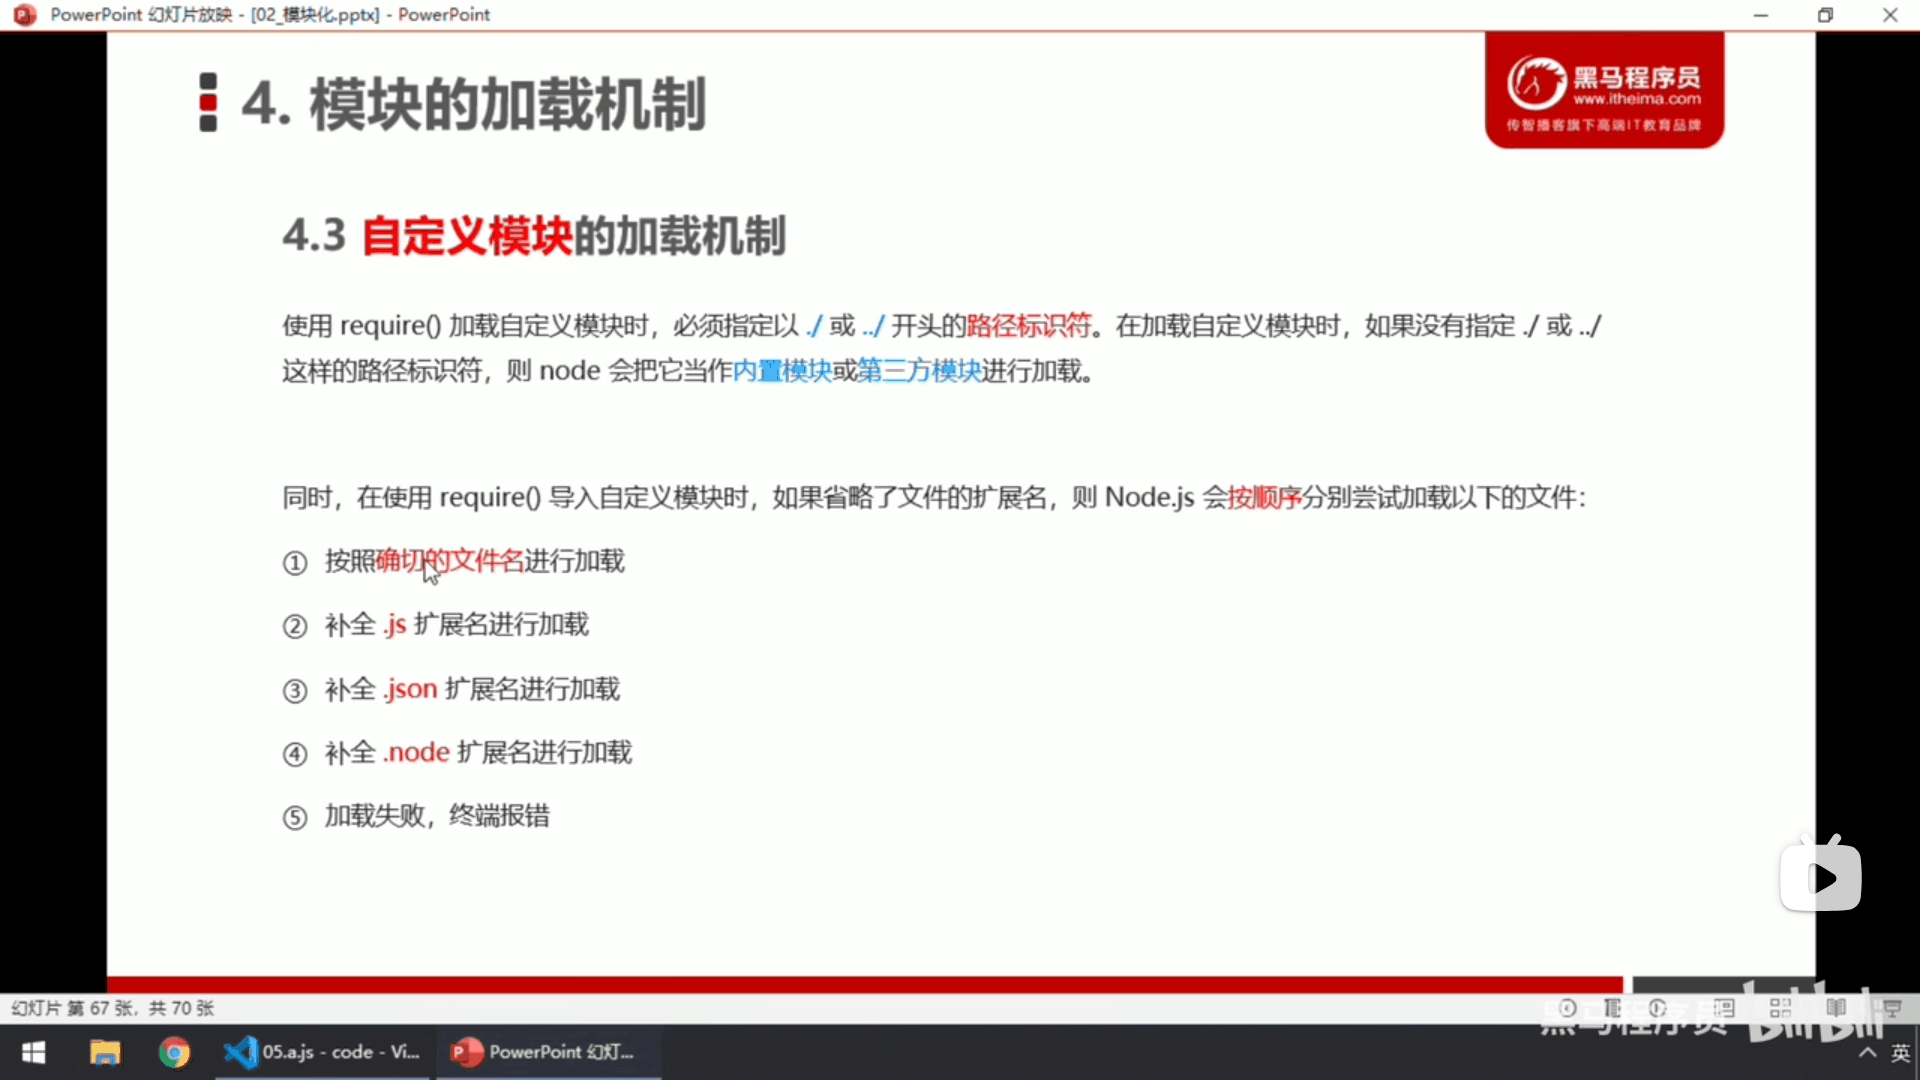 PowerPoint 幻灯片放映 - [02_模块化.pptx] - PowerPoint
黑马程序员
www.itheima.com
传智播客旗下高端IT教育品牌
4. 模块的加载机制
4.3 自定义模块的加载机制
使用 require() 加载自定义模块时，必须指定以 ./ 或 ../ 开头的路径标识符。在加载自定义模块时，如果没有指定 ./ 或 ../
这样的路径标识符，则 node 会把它当作内置模块或第三方模块进行加载。
同时，在使用 require() 导入自定义模块时，如果省略了文件的扩展名，则 Node.js 会按顺序分别尝试加载以下的文件：
① 按照确切的文件名进行加载
② 补全 .js 扩展名进行加载
③ 补全 .json 扩展名进行加载
④ 补全 .node 扩展名进行加载
⑤ 加载失败，终端报错
幻灯片 第 67 张，共 70 张
黑马程序员 bilibili
05.a.js - code - Vi...
PowerPoint 幻灯...
英